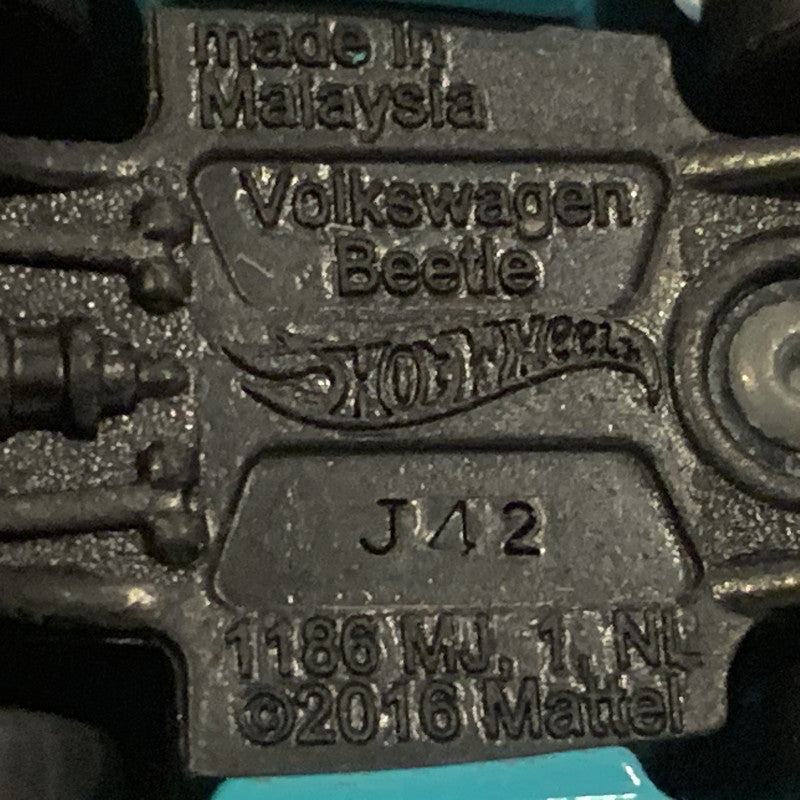 made in
Malaysia
Volkswagen
Beetle
Hot Wheels
J42
1186 MJ, 1, NL
©2016 Mattel